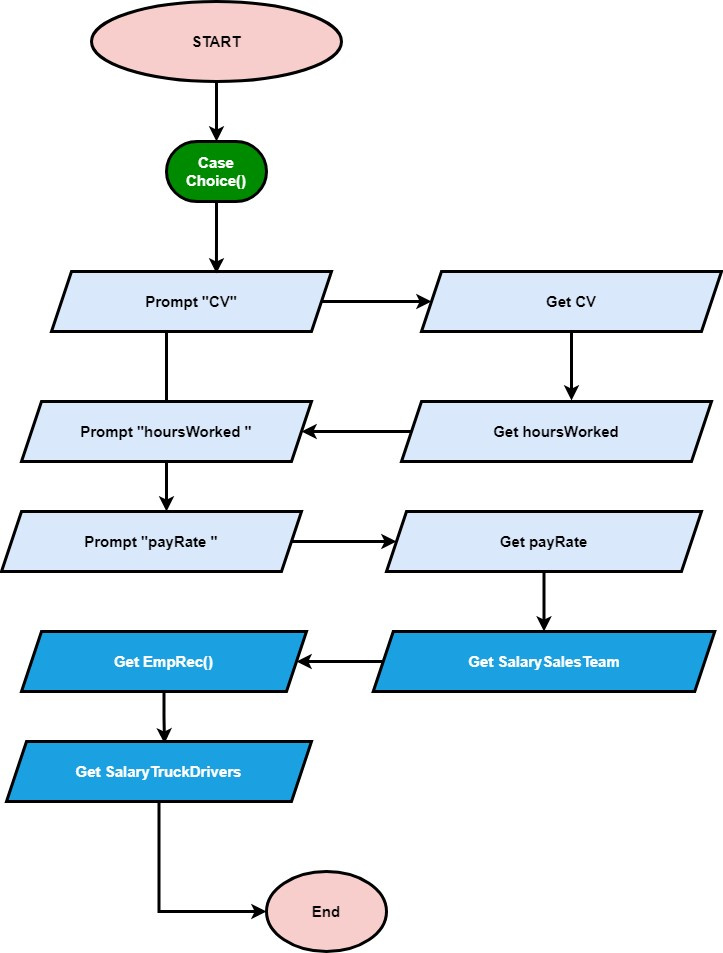 START
Case
Choice()
Prompt "CV"
Get CV
Prompt "hoursWorked "
Get hoursWorked
Prompt "payRate "
Get payRate
Get EmpRec()
Get SalarySalesTeam
Get SalaryTruckDrivers
End